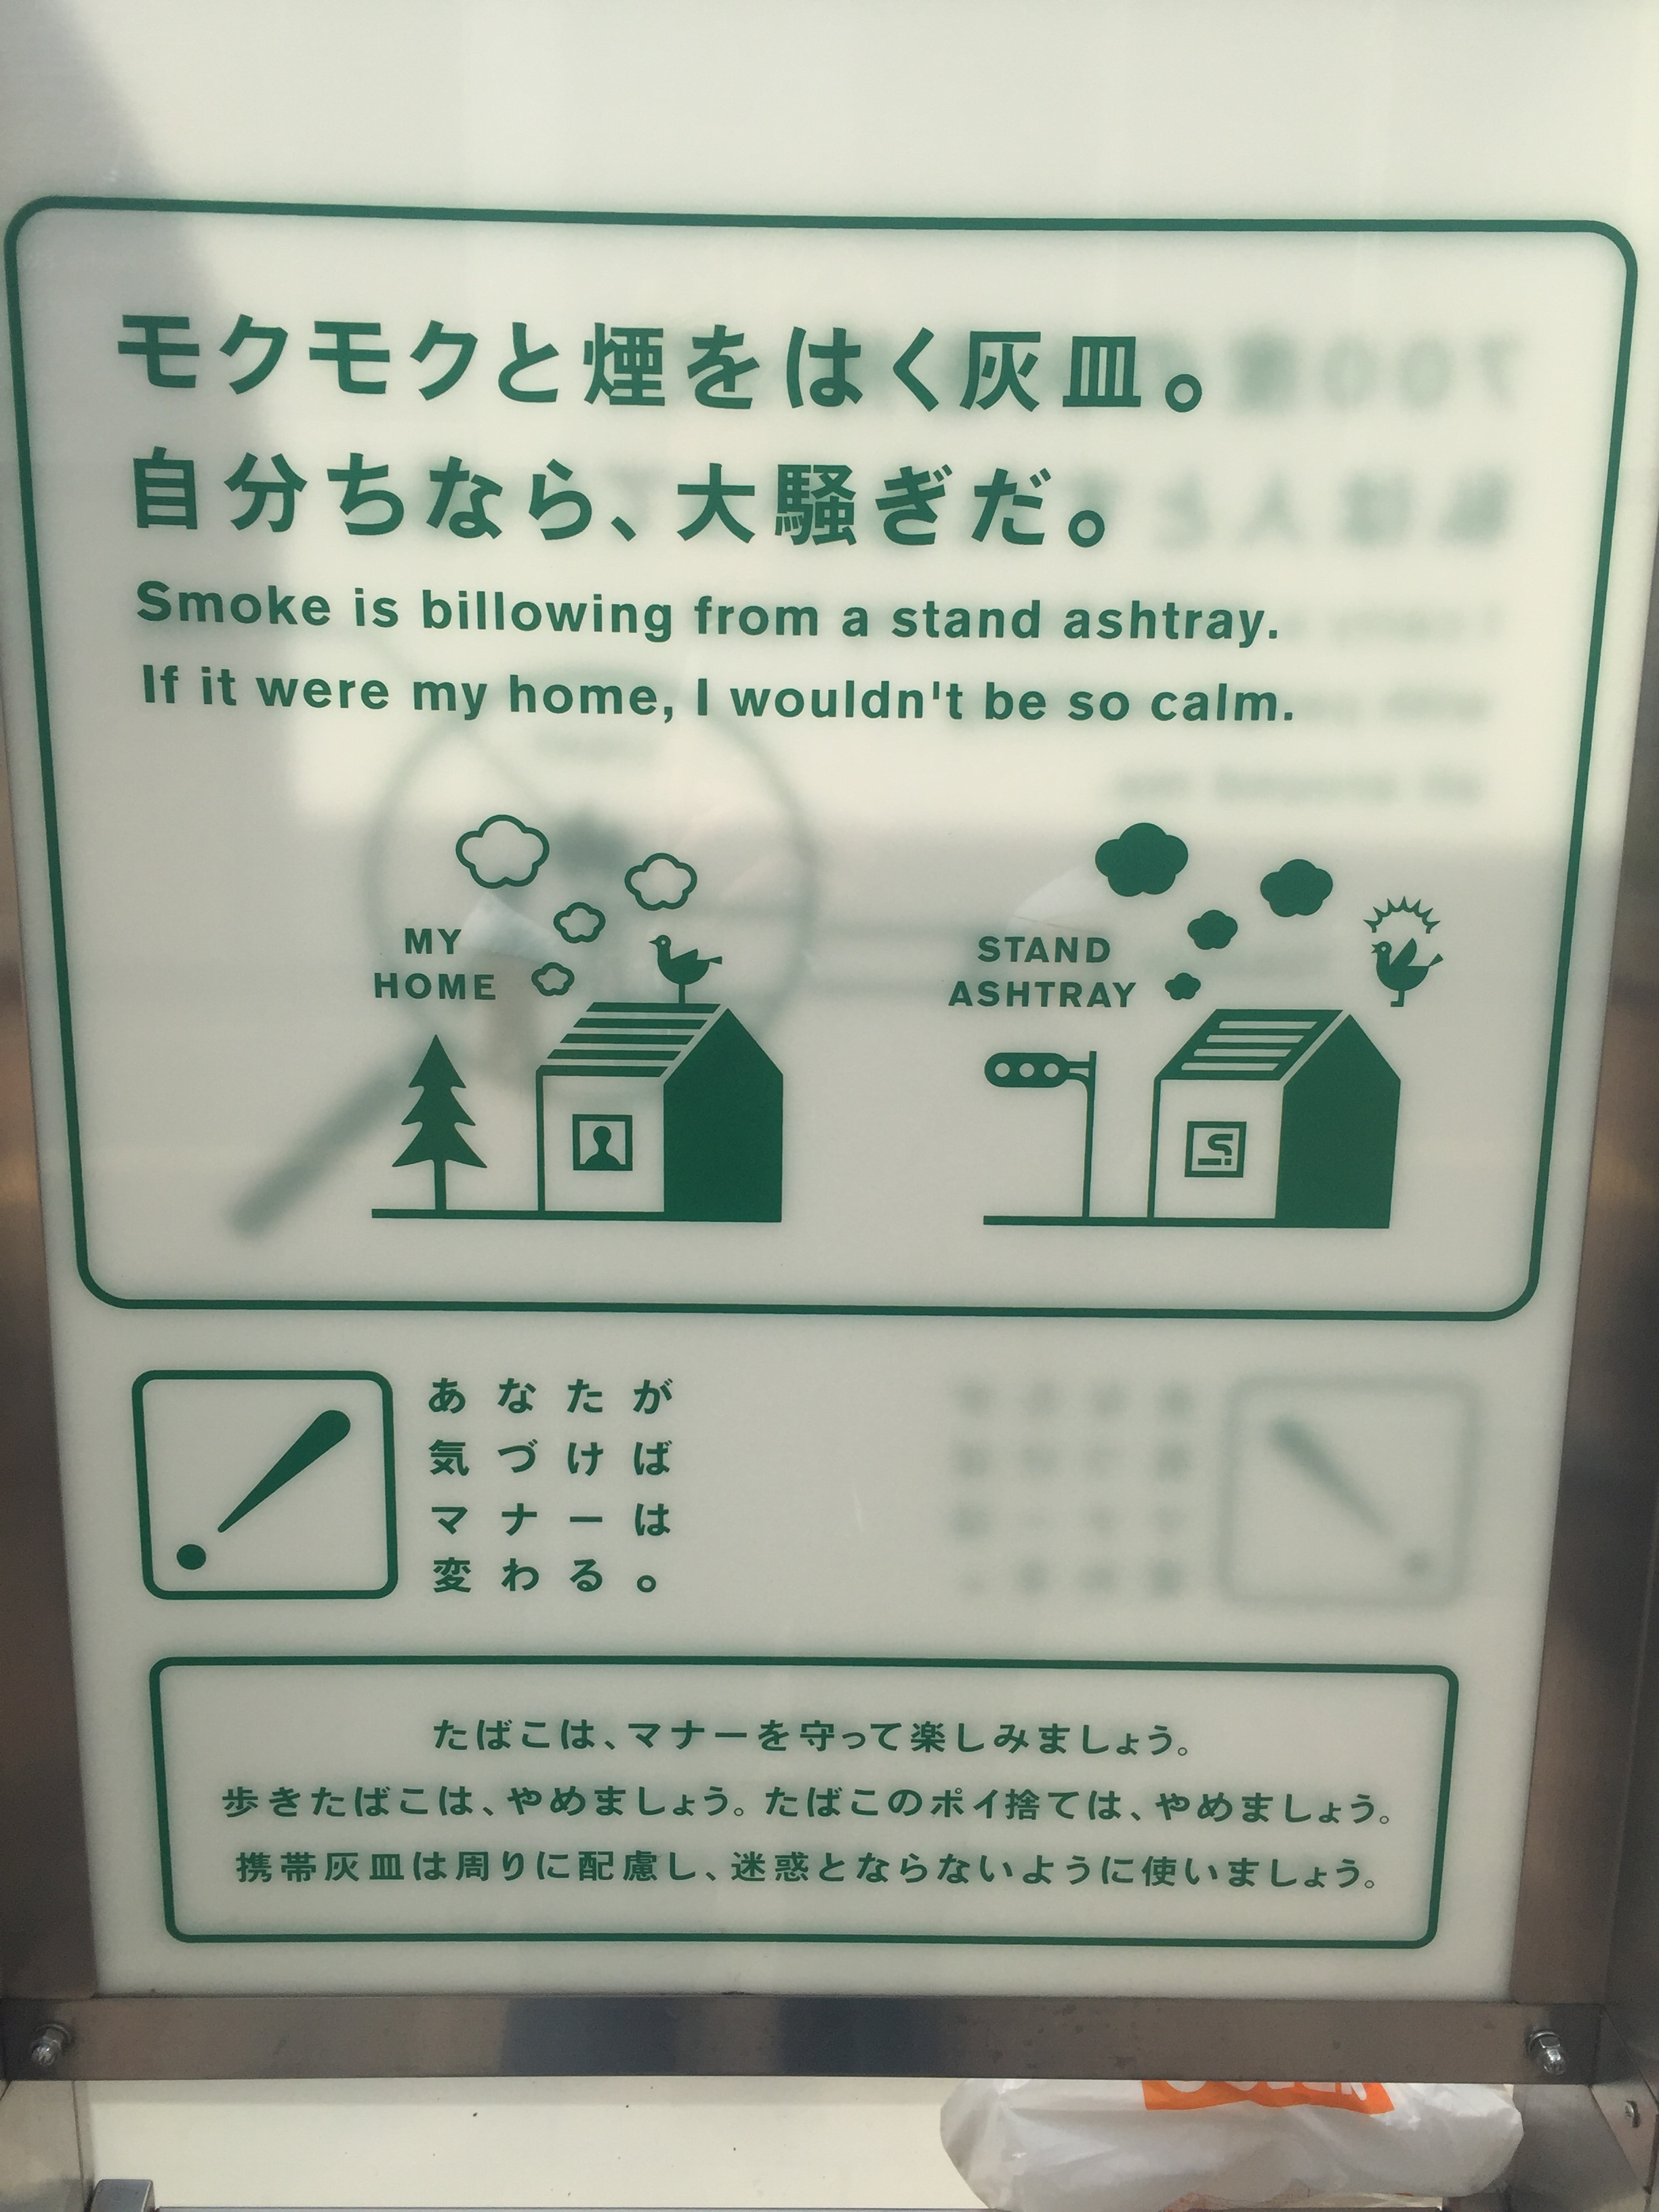 モクモクと煙をはく灰皿。
自分ちなら、大騒ぎだ。
Smoke is billowing from a stand ashtray.
If it were my home, I wouldn't be so calm.
MY
HOME
STAND
ASHTRAY
あなたが
気づけば
マナーは
変わる。
たばこは、マナーを守って楽しみましょう。
歩きたばこは、やめましょう。たばこのポイ捨ては、やめましょう。
携帯灰皿は周りに配慮し、迷惑とならないように使いましょう。